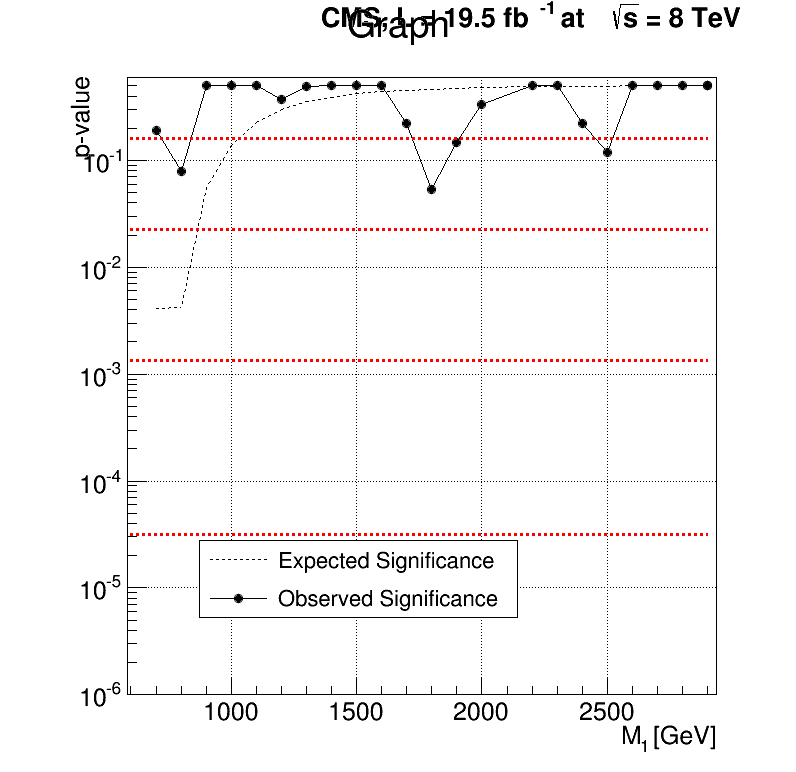 CMS, L = 19.5 fb⁻¹ at √s = 8 TeV
Graph
p-value
10⁻¹
10⁻²
10⁻³
10⁻⁴
10⁻⁵
10⁻⁶
Expected Significance
Observed Significance
1000 1500 2000 2500
M₁ [GeV]